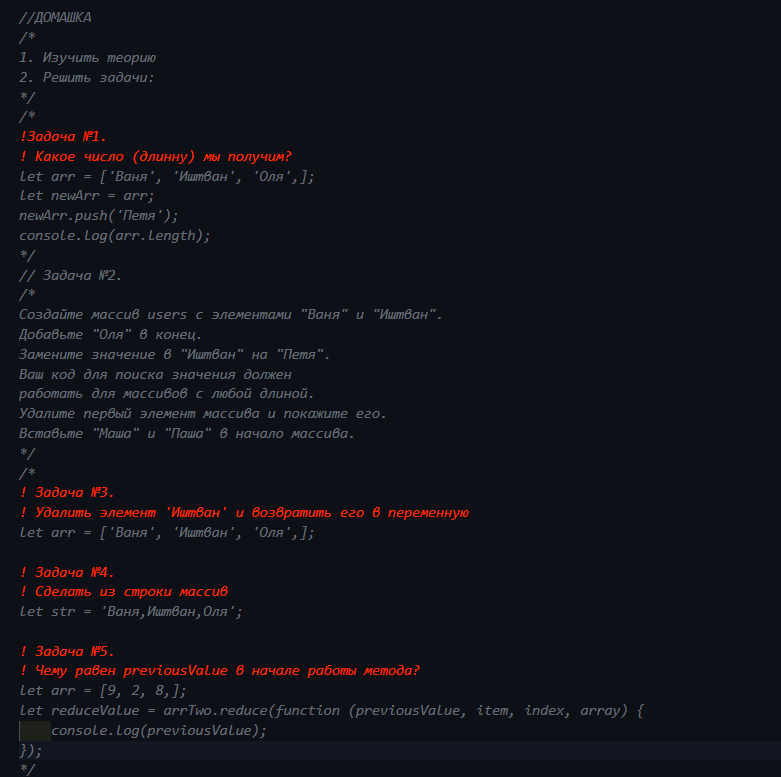 //ДОМАШКА
/*
1. Изучить теорию
2. Решить задачи:
*/
/*
!Задача №1.
! Какое число (длинну) мы получим?
let arr = ['Ваня', 'Иштван', 'Оля',];
let newArr = arr;
newArr.push('Петя');
console.log(arr.length);
*/
// Задача №2.
/*
Создайте массив users с элементами "Ваня" и "Иштван".
Добавьте "Оля" в конец.
Замените значение в "Иштван" на "Петя".
Ваш код для поиска значения должен
работать для массивов с любой длиной.
Удалите первый элемент массива и покажите его.
Вставьте "Маша" и "Паша" в начало массива.
*/
/*
! Задача №3.
! Удалить элемент 'Иштван' и возвратить его в переменную
let arr = ['Ваня', 'Иштван', 'Оля',];
! Задача №4.
! Сделать из строки массив
let str = 'Ваня,Иштван,Оля';
! Задача №5.
! Чему равен previousValue в начале работы метода?
let arr = [9, 2, 8,];
let reduceValue = arrTwo.reduce(function (previousValue, item, index, array) {
console.log(previousValue);
});
*/